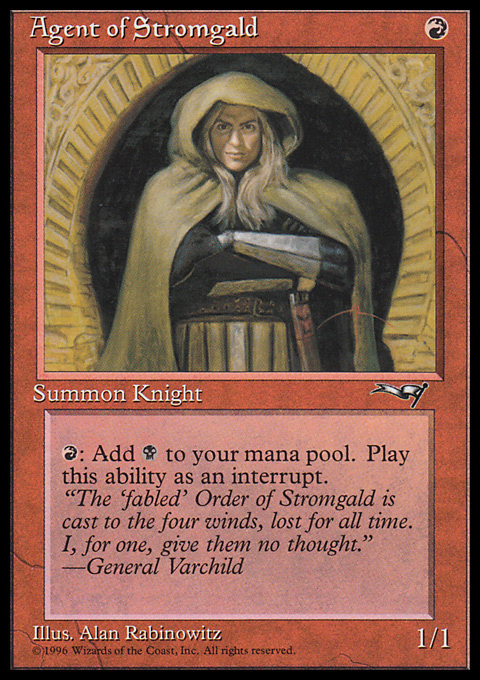 Agent of Stromgald
Summon Knight
: Add to your mana pool. Play
this ability as an interrupt.
“The ‘fabled’ Order of Stromgald is
cast to the four winds, lost for all time.
I, for one, give them no thought.”
—General Varchild
Illus. Alan Rabinowitz
1/1
© 1996 Wizards of the Coast, Inc. All rights reserved.